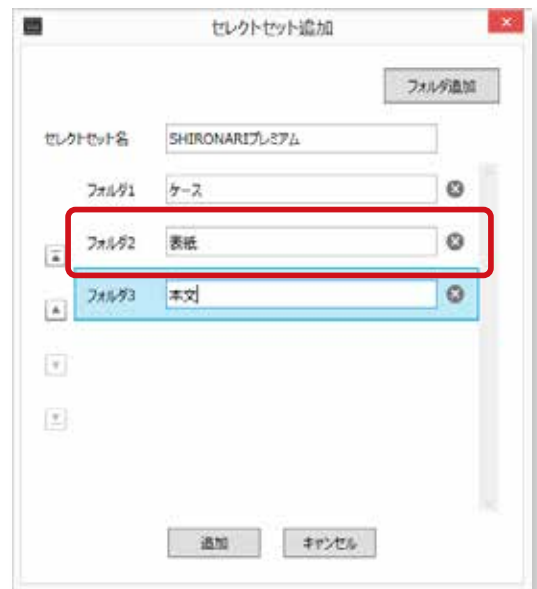 セレクトセット追加
フォルダ追加
セレクトセット名 SHIRONARIプレミアム
フォルダ1 ケース
フォルダ2 表紙
フォルダ3 本文
追加 キャンセル